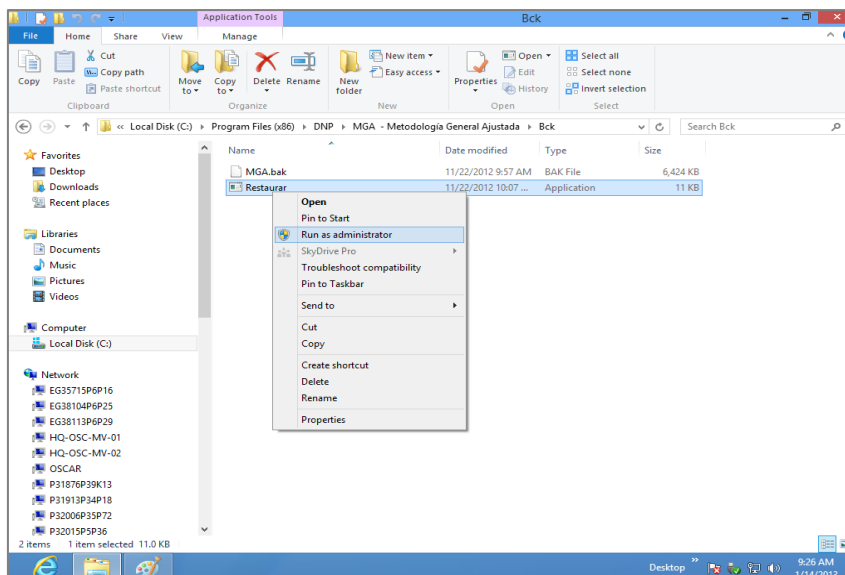 Application Tools
Bck
File Home Share View Manage
Copy
Paste
Cut
Copy path
Paste shortcut
Clipboard
Move to
Copy to
Delete
Rename
Organize
New folder
New item
Easy access
New
Properties
Open
Edit
History
Open
Select all
Select none
Invert selection
Select
« Local Disk (C:) Program Files (x86) DNP MGA - Metodología General Ajustada Bck
Search Bck
Favorites
Desktop
Downloads
Recent places
Libraries
Documents
Music
Pictures
Videos
Computer
Local Disk (C:)
Network
EG35715P6P16
EG38104P6P25
EG38113P6P29
HQ-OSC-MV-01
HQ-OSC-MV-02
OSCAR
P31876P39K13
P31913P34P18
P32006P35P72
P32015P5P36
Name Date modified Type Size
MGA.bak 11/22/2012 9:57 AM BAK File 6,424 KB
Restaurar 11/22/2012 10:07 ... Application 11 KB
Open
Pin to Start
Run as administrator
SkyDrive Pro
Troubleshoot compatibility
Pin to Taskbar
Send to
Cut
Copy
Create shortcut
Delete
Rename
Properties
2 items 1 item selected 11.0 KB
Desktop
9:26 AM
1/14/2013